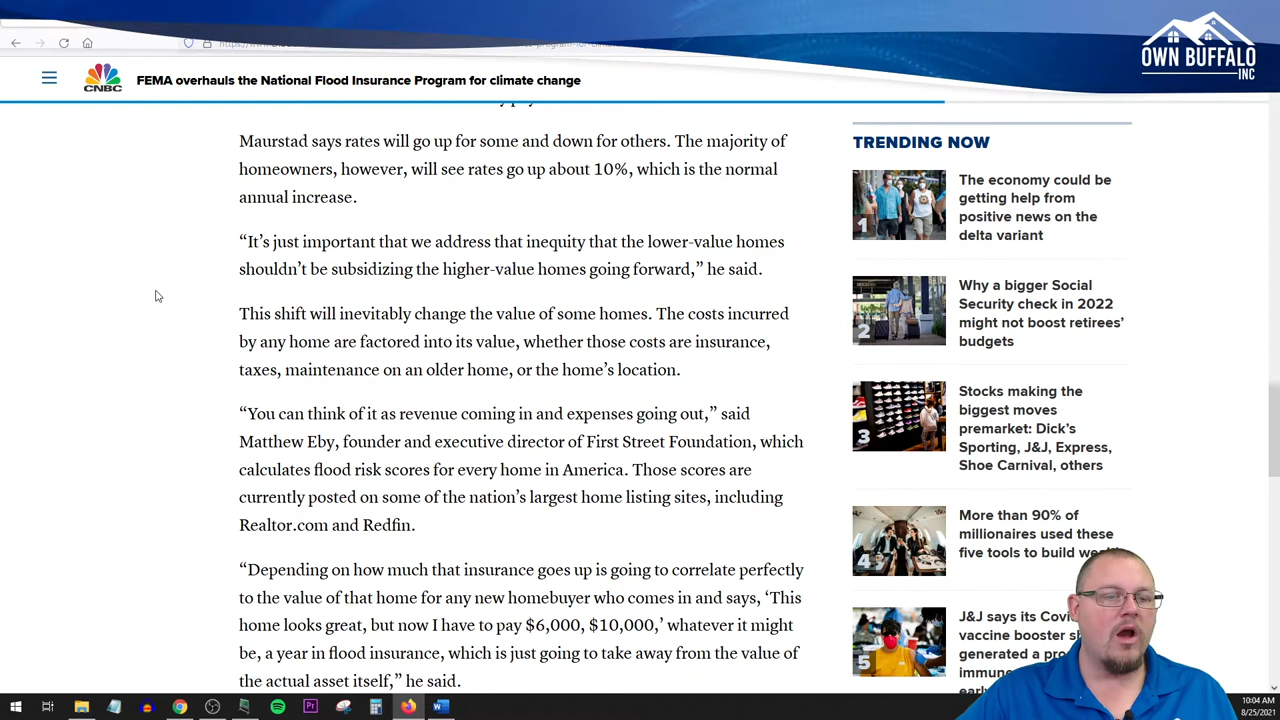 OWN BUFFALO
INC
CNBC
FEMA overhauls the National Flood Insurance Program for climate change
Maurstad says rates will go up for some and down for others. The majority of
homeowners, however, will see rates go up about 10%, which is the normal
annual increase.
“It’s just important that we address that inequity that the lower-value homes
shouldn’t be subsidizing the higher-value homes going forward,” he said.
This shift will inevitably change the value of some homes. The costs incurred
by any home are factored into its value, whether those costs are insurance,
taxes, maintenance on an older home, or the home’s location.
“You can think of it as revenue coming in and expenses going out,” said
Matthew Eby, founder and executive director of First Street Foundation, which
calculates flood risk scores for every home in America. Those scores are
currently posted on some of the nation’s largest home listing sites, including
Realtor.com and Redfin.
“Depending on how much that insurance goes up is going to correlate perfectly
to the value of that home for any new homebuyer who comes in and says, ‘This
home looks great, but now I have to pay $6,000, $10,000,’ whatever it might
be, a year in flood insurance, which is just going to take away from the value of
the actual asset itself,” he said.
TRENDING NOW
1
The economy could be
getting help from
positive news on the
delta variant
2
Why a bigger Social
Security check in 2022
might not boost retirees’
budgets
3
Stocks making the
biggest moves
premarket: Dick’s
Sporting, J&J, Express,
Shoe Carnival, others
4
More than 90% of
millionaires used these
five tools to build
5
J&J says its
vaccine booster
generated a
10:04 AM
8/25/2021